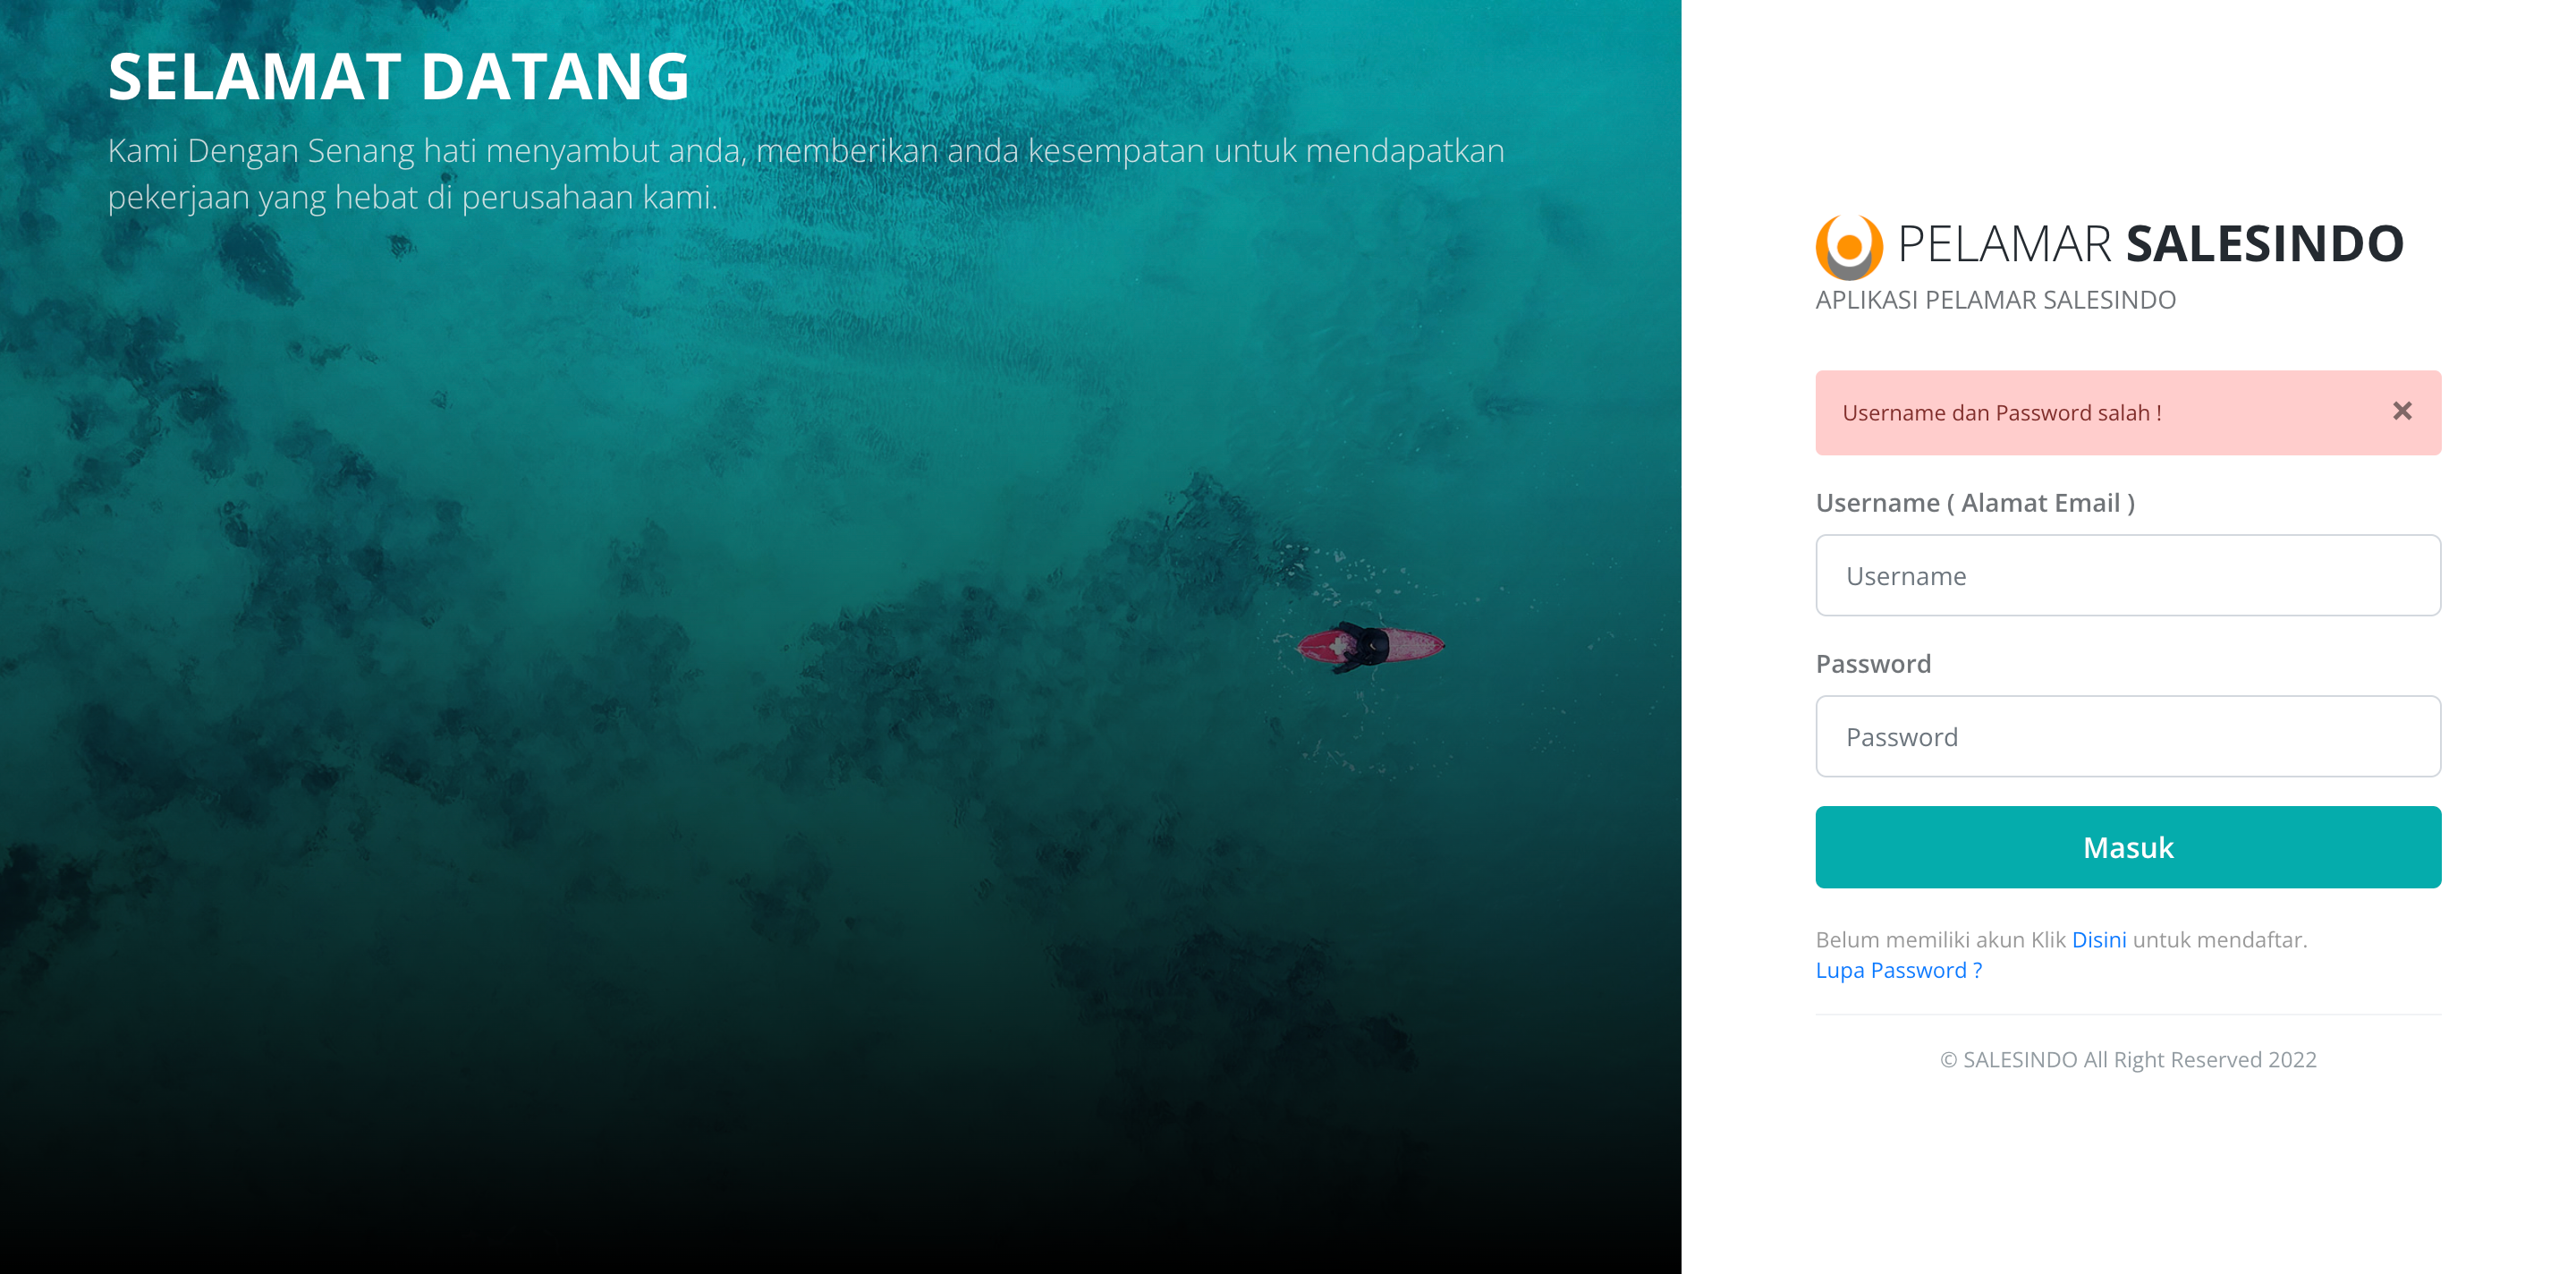 SELAMAT DATANG
Kami Dengan Senang hati menyambut anda, memberikan anda kesempatan untuk mendapatkan
pekerjaan yang hebat di perusahaan kami.
PELAMAR SALESINDO
APLIKASI PELAMAR SALESINDO
Username dan Password salah !
Username ( Alamat Email )
Username
Password
Password
Masuk
Belum memiliki akun Klik Disini untuk mendaftar.
Lupa Password ?
© SALESINDO All Right Reserved 2022